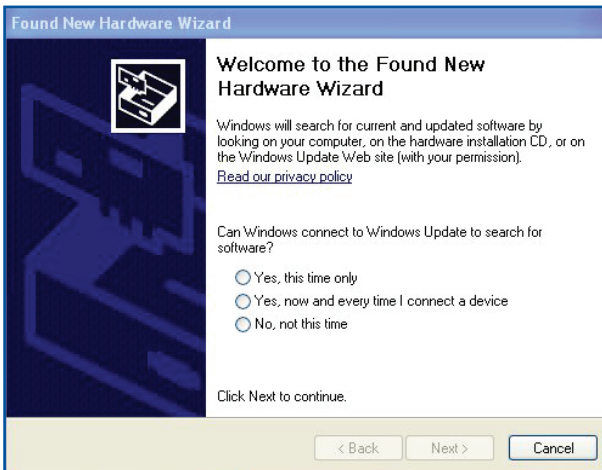 Found New Hardware Wizard
Welcome to the Found New
Hardware Wizard
Windows will search for current and updated software by
looking on your computer, on the hardware installation CD, or on
the Windows Update Web site (with your permission).
Read our privacy policy
Can Windows connect to Windows Update to search for
software?
Yes, this time only
Yes, now and every time I connect a device
No, not this time
Click Next to continue.
< Back Next > Cancel